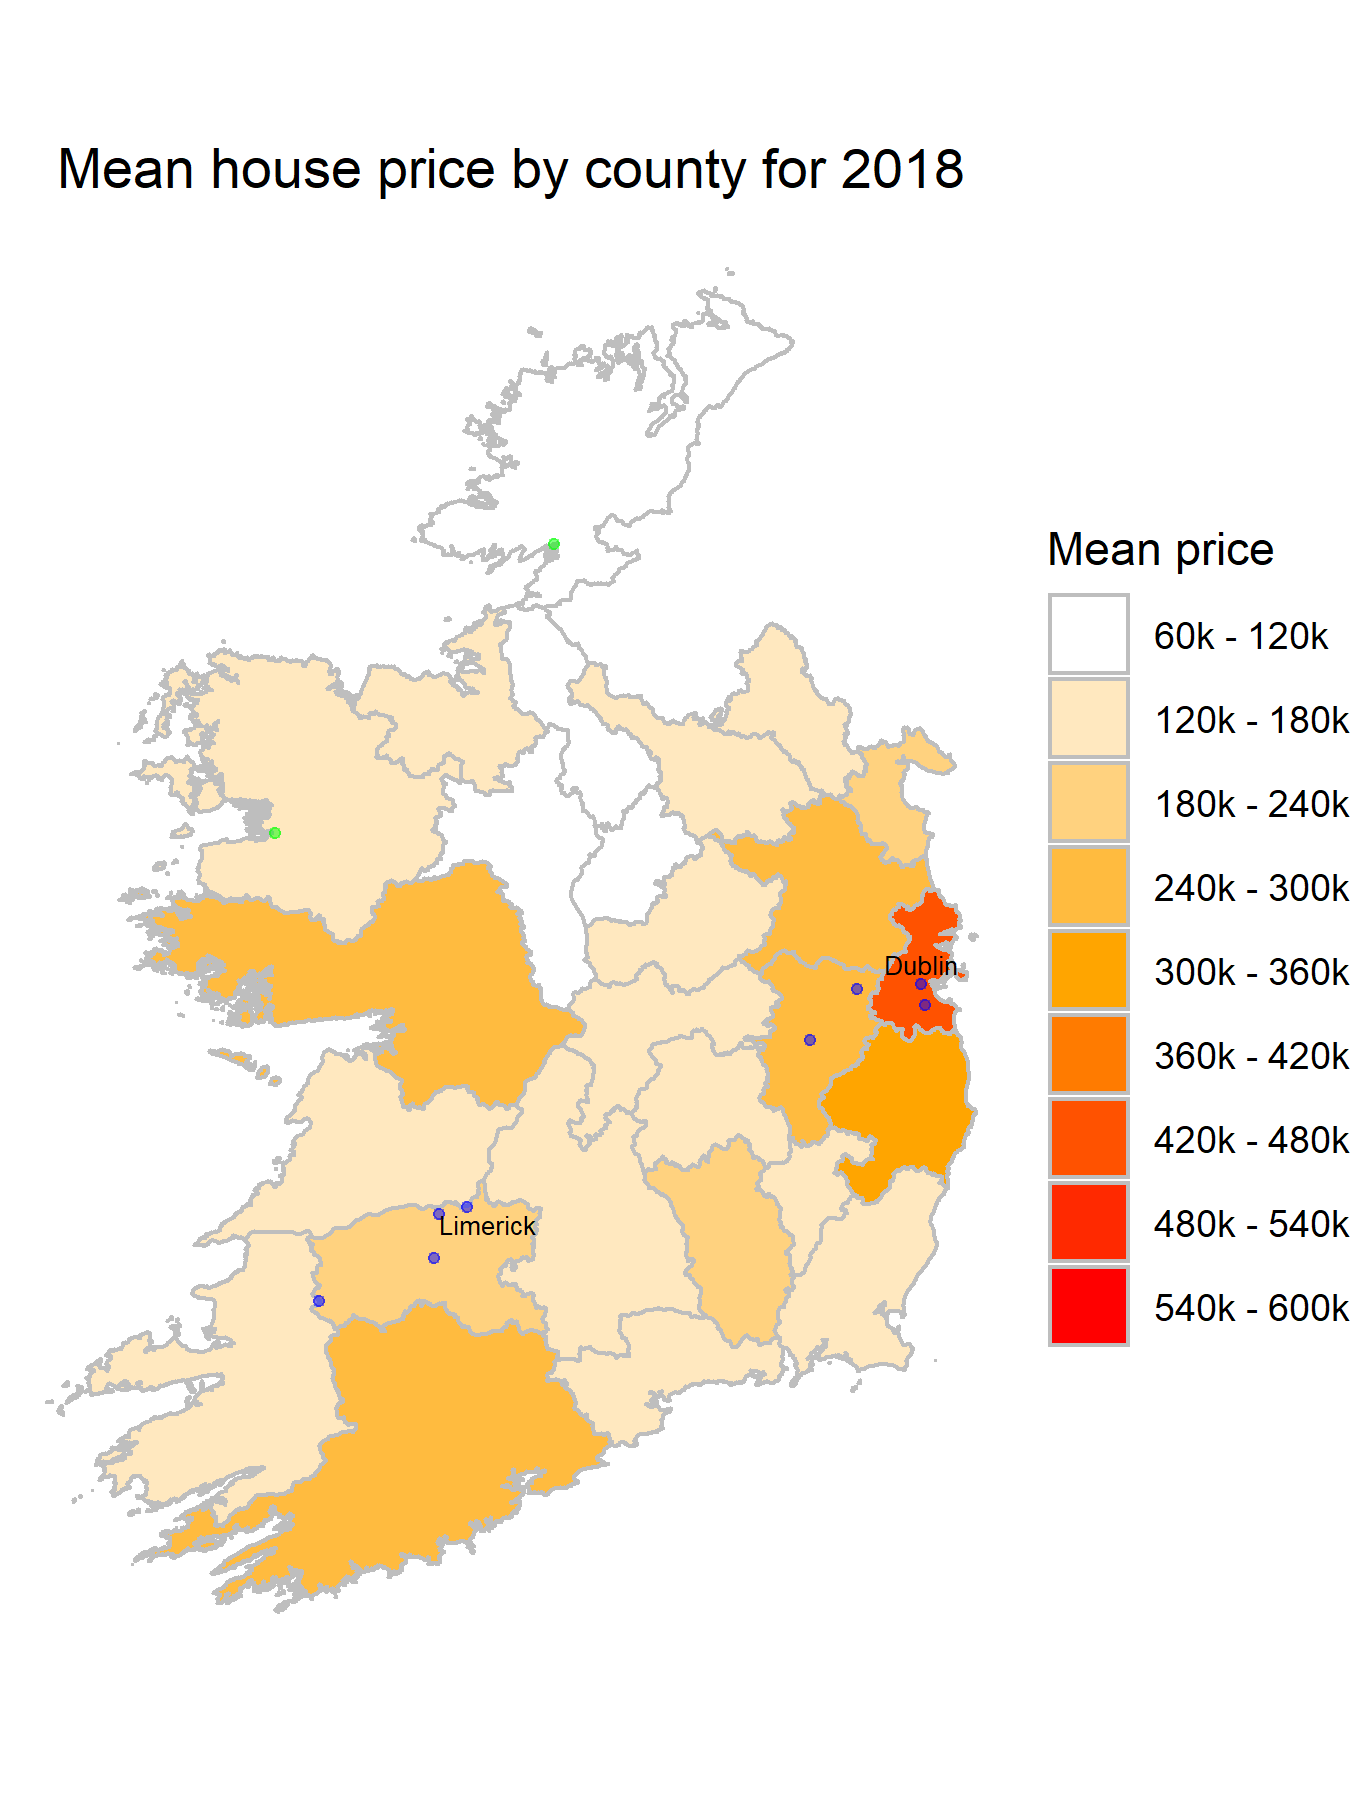 Mean house price by county for 2018
Mean price
60k - 120k
120k - 180k
180k - 240k
240k - 300k
300k - 360k
360k - 420k
420k - 480k
480k - 540k
540k - 600k
Dublin
Limerick